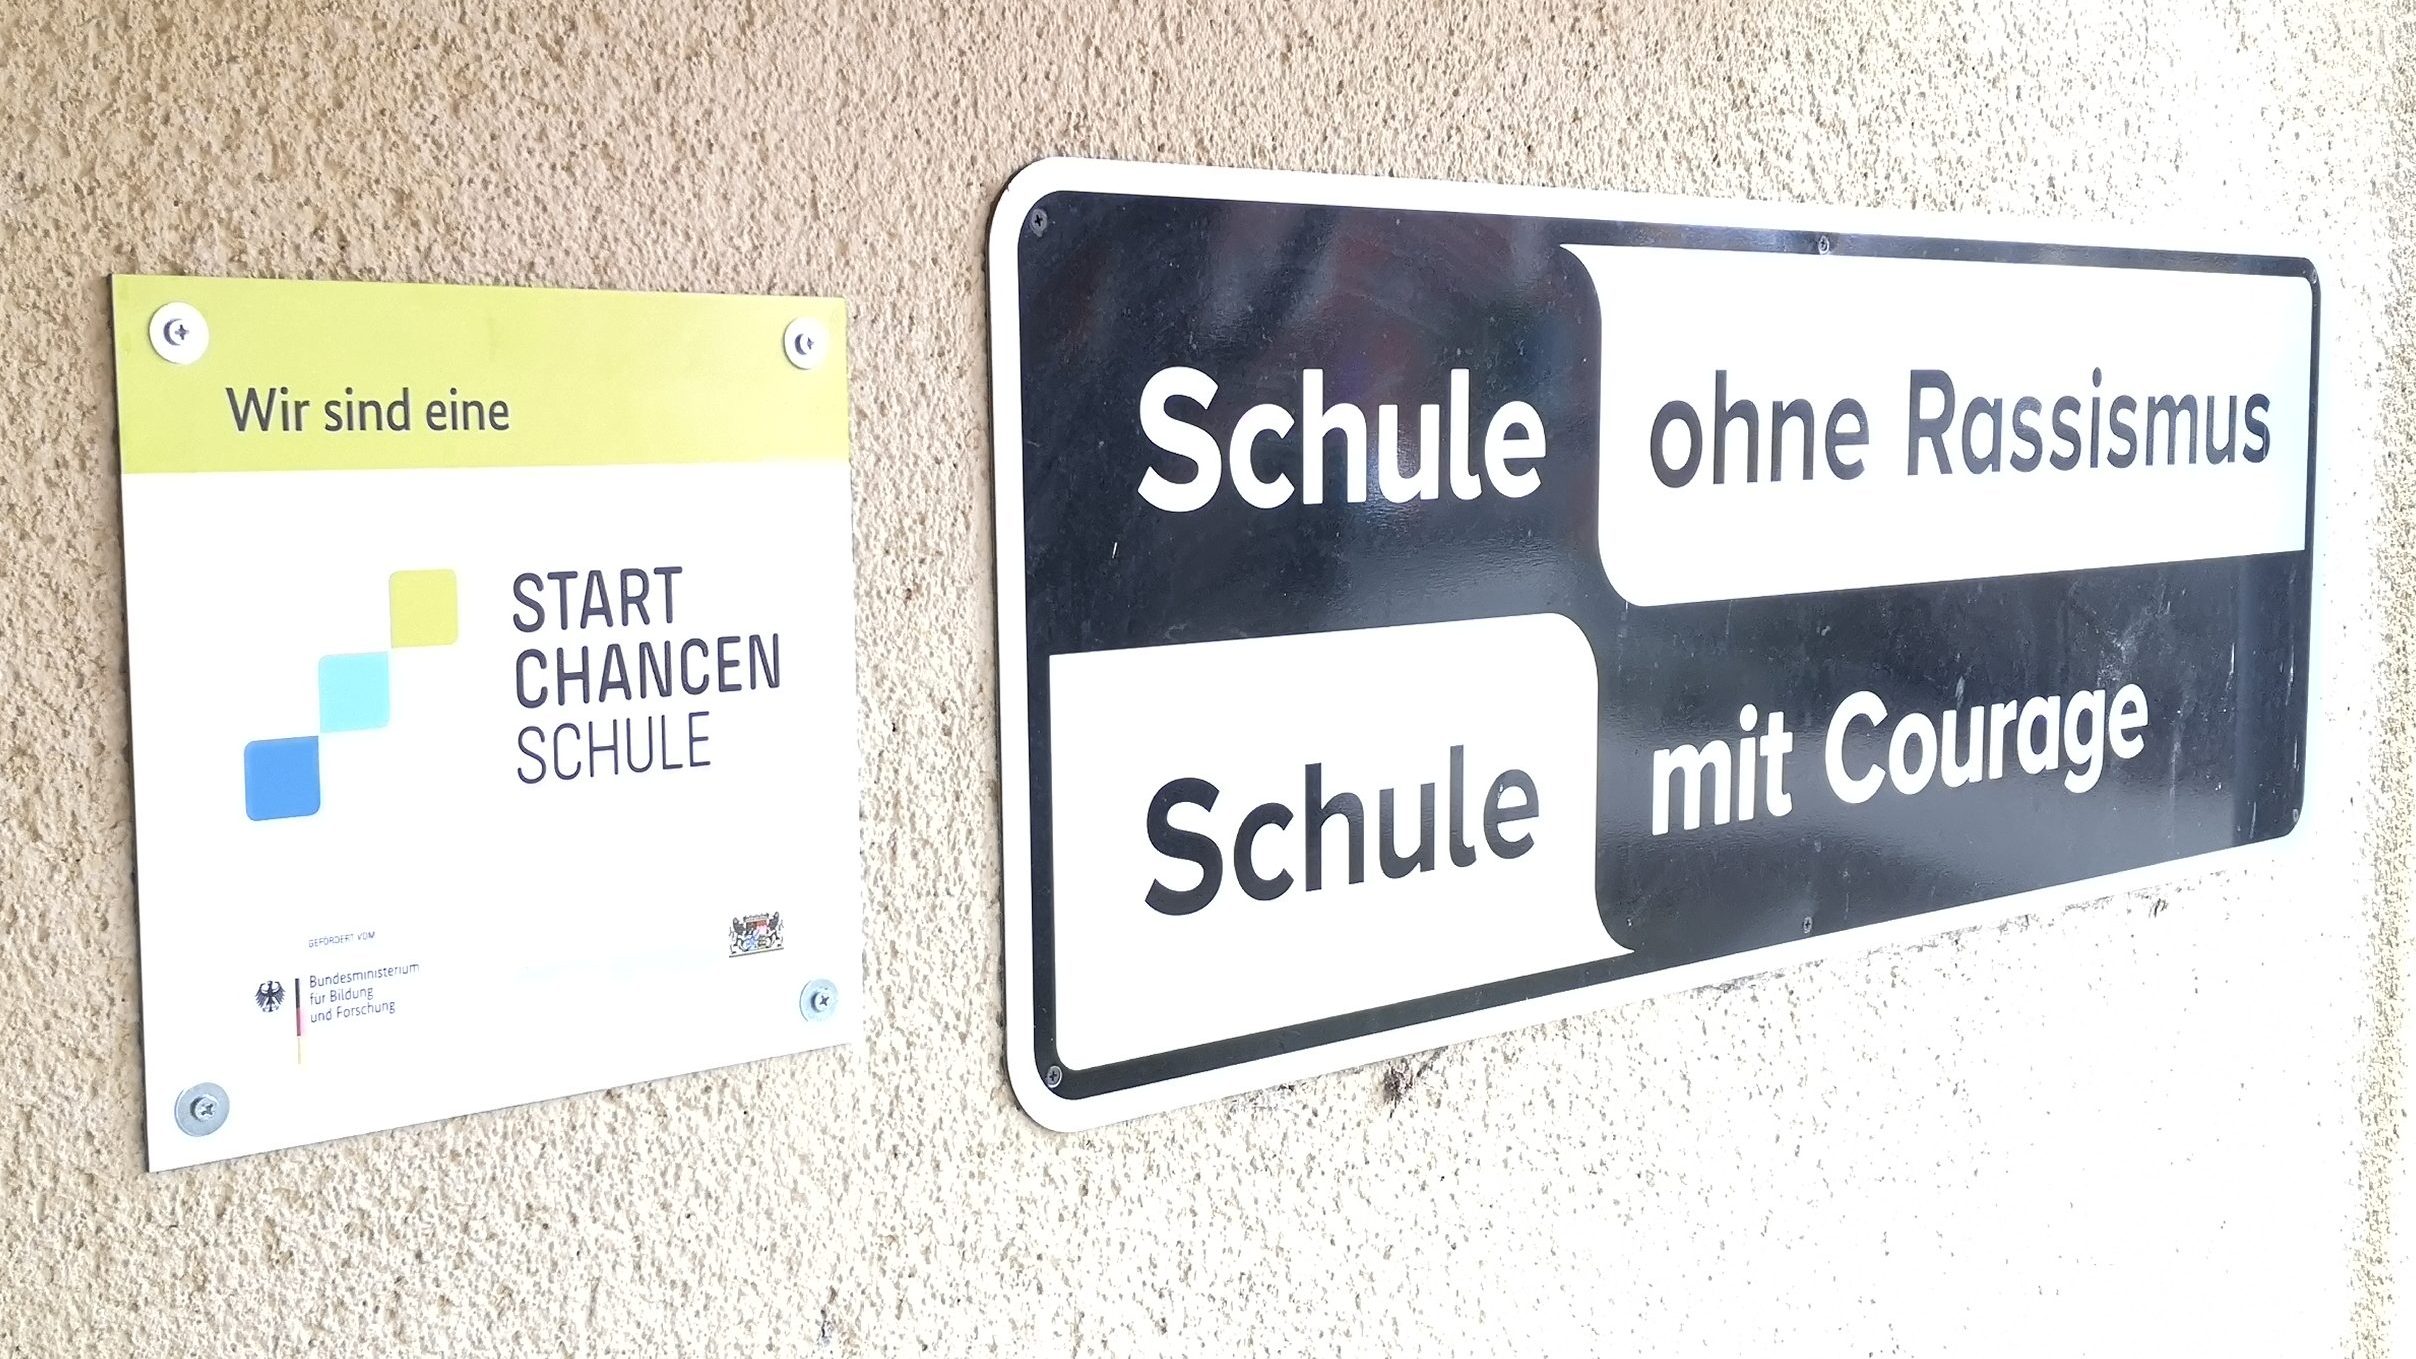 Wir sind eine
START
CHANCEN
SCHULE
GEFÖRDERT VOM
Bundesministerium
für Bildung
und Forschung
Schule ohne Rassismus
Schule mit Courage